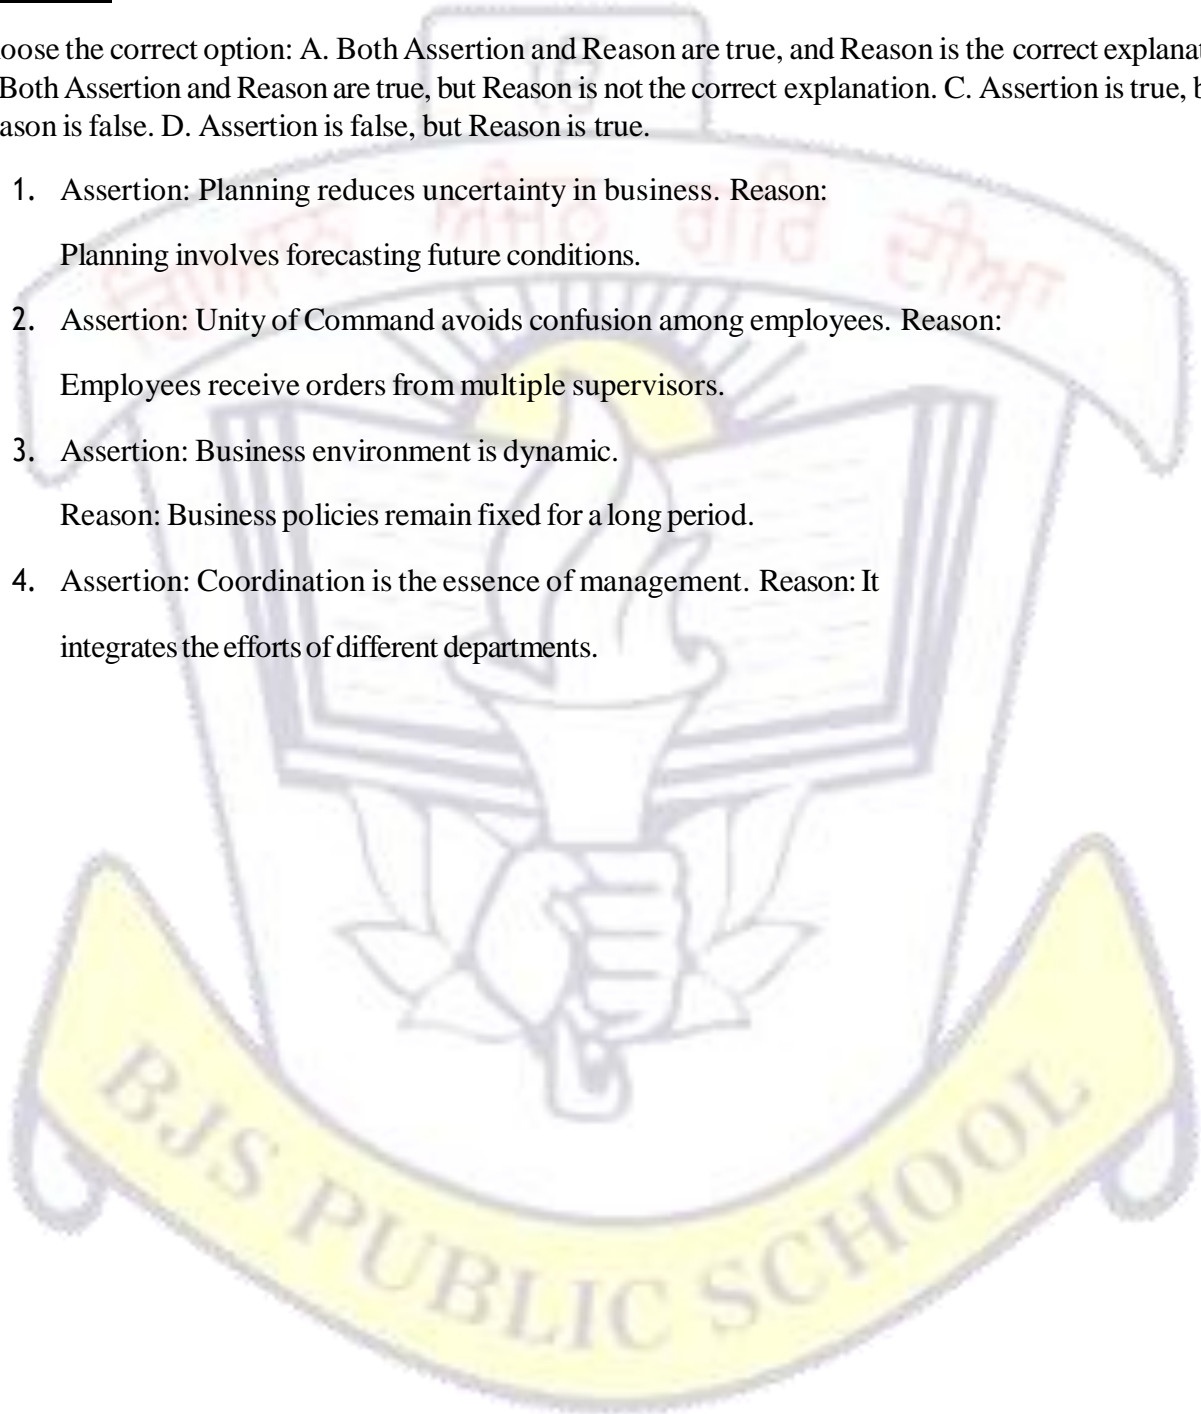 oose the correct option: A. Both Assertion and Reason are true, and Reason is the correct explanat
Both Assertion and Reason are true, but Reason is not the correct explanation. C. Assertion is true, b
ason is false. D. Assertion is false, but Reason is true.
1. Assertion: Planning reduces uncertainty in business. Reason:
Planning involves forecasting future conditions.
2. Assertion: Unity of Command avoids confusion among employees. Reason:
Employees receive orders from multiple supervisors.
3. Assertion: Business environment is dynamic.
Reason: Business policies remain fixed for a long period.
4. Assertion: Coordination is the essence of management. Reason: It
integrates the efforts of different departments.
BJS PUBLIC SCHOOL